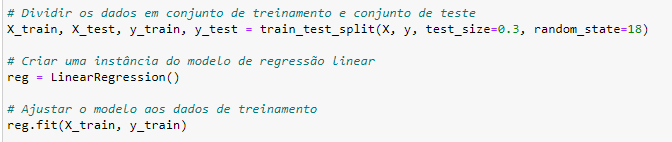 # Dividir os dados em conjunto de treinamento e conjunto de teste
X_train, X_test, y_train, y_test = train_test_split(X, y, test_size=0.3, random_state=18)
# Criar uma instância do modelo de regressão linear
reg = LinearRegression()
# Ajustar o modelo aos dados de treinamento
reg.fit(X_train, y_train)